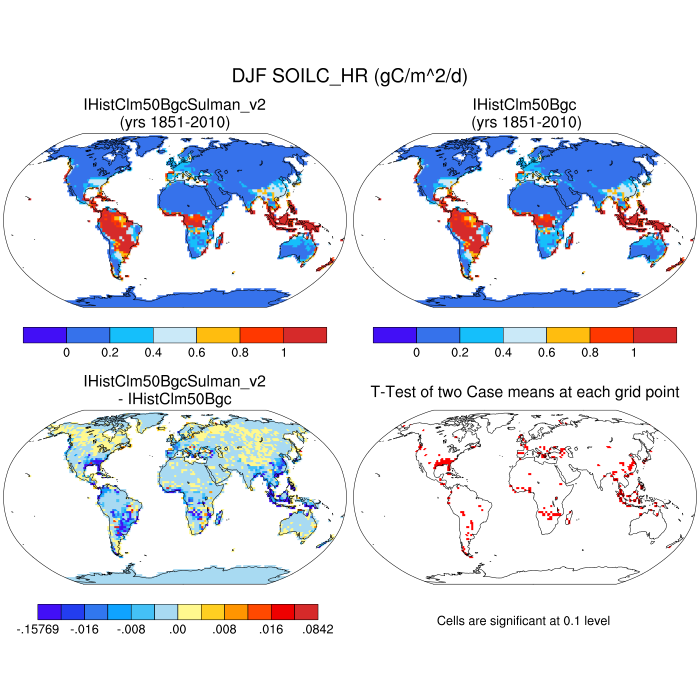 DJF SOILC_HR (gC/m^2/d)
IHistClm50BgcSulman_v2
(yrs 1851-2010)
IHistClm50Bgc
(yrs 1851-2010)
0 0.2 0.4 0.6 0.8 1
0 0.2 0.4 0.6 0.8 1
IHistClm50BgcSulman_v2
- IHistClm50Bgc
T-Test of two Case means at each grid point
-.15769 -.016 -.008 .00 .008 .016 .0842
Cells are significant at 0.1 level